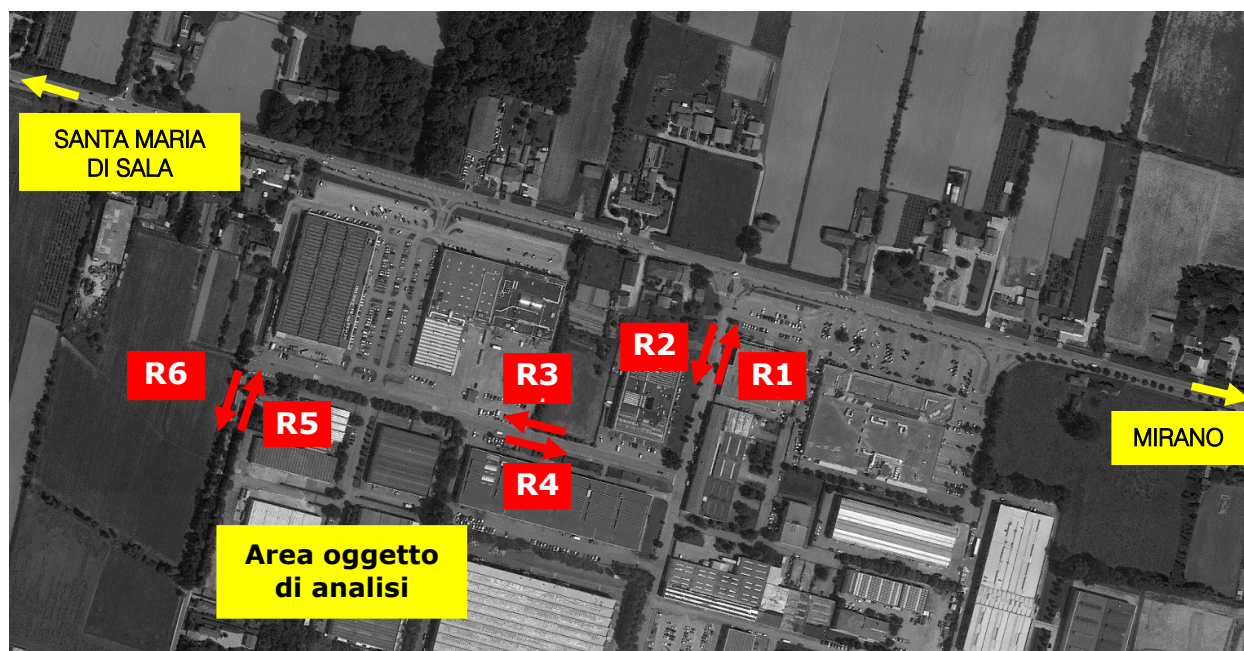 SANTA MARIA
DI SALA
R2
R1
R3
R6
R5
R4
MIRANO
Area oggetto
di analisi